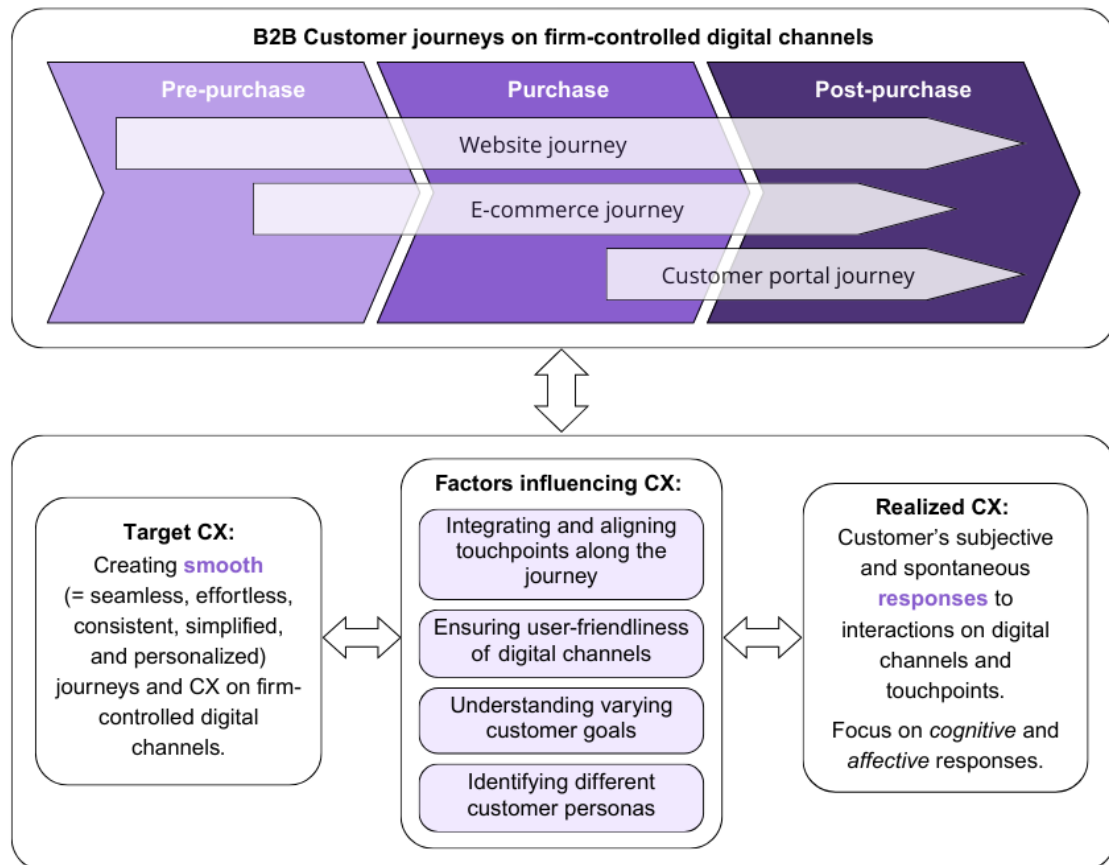 B2B Customer journeys on firm-controlled digital channels
Pre-purchase
Purchase
Post-purchase
Website journey
E-commerce journey
Customer portal journey
Target CX:
Creating smooth
(= seamless, effortless,
consistent, simplified,
and personalized)
journeys and CX on firm-
controlled digital
channels.
Factors influencing CX:
Integrating and aligning
touchpoints along the
journey
Ensuring user-friendliness
of digital channels
Understanding varying
customer goals
Identifying different
customer personas
Realized CX:
Customer’s subjective
and spontaneous
responses to
interactions on digital
channels and
touchpoints.
Focus on cognitive and
affective responses.